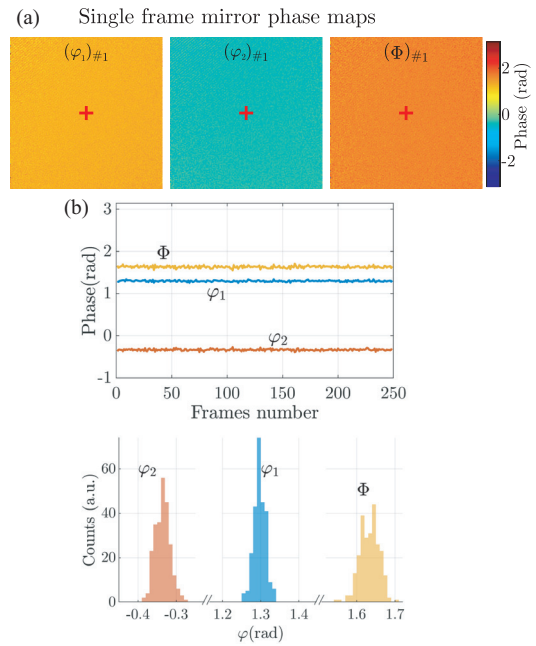 (a) Single frame mirror phase maps
(φ₁)#1 (φ₂)#1 (Φ)#1
2
0
-2
Phase (rad)
(b)
3
2
1
0
-1
Phase(rad)
Φ
φ₁
φ₂
0 50 100 150 200 250
Frames number
60
40
20
0
Counts (a.u.)
φ₂ φ₁ Φ
-0.4 -0.3 // 1.2 1.3 1.4 // 1.6 1.7
φ(rad)